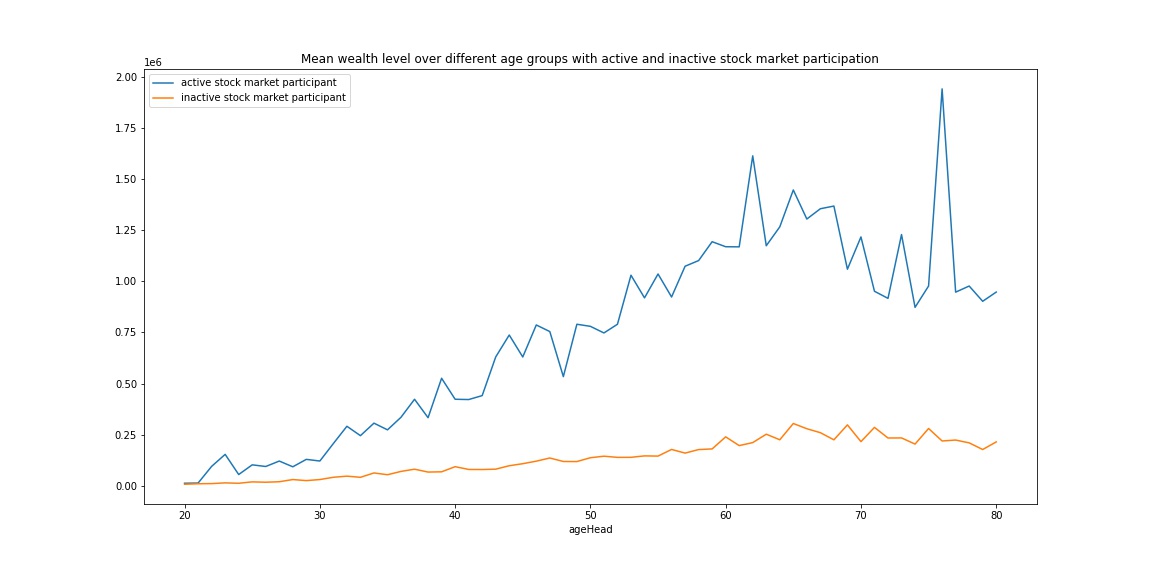 Mean wealth level over different age groups with active and inactive stock market participation
1e6
active stock market participant
inactive stock market participant
2.00
1.75
1.50
1.25
1.00
0.75
0.50
0.25
0.00
20 30 40 50 60 70 80
ageHead